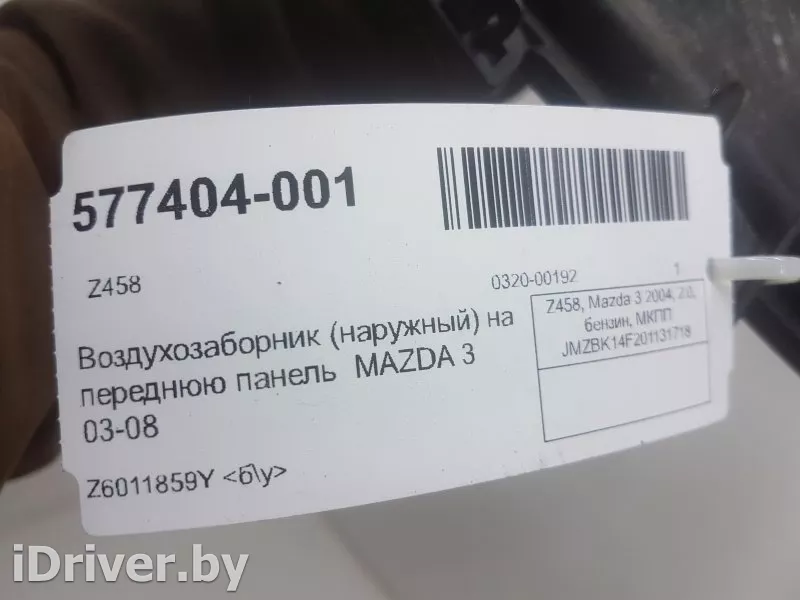 577404-001
Z458
0320-00192 1
Воздухозаборник (наружный) на
переднюю панель MAZDA 3
03-08
Z6011859Y <б\у>
Z458, Mazda 3 2004, 2.0,
бензин, МКПП
JMZBK14F201131718
iDriver.by